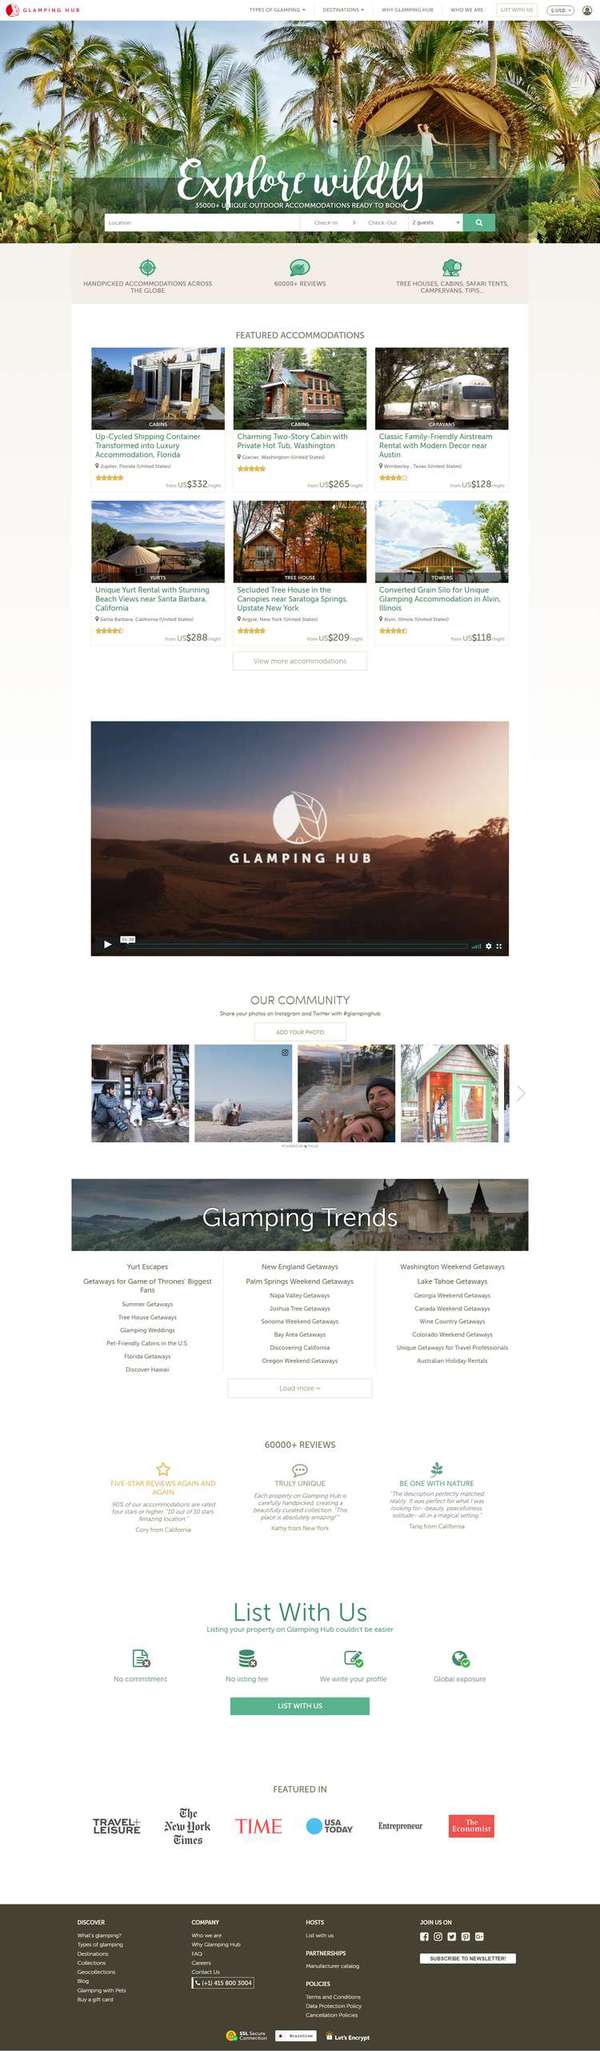 GLAMPING HUB
TYPES OF GLAMPING
DESTINATIONS
WHY GLAMPING HUB
WHO WE ARE
LIST WITH US
$ USD
Explore wildly
35000+ UNIQUE OUTDOOR ACCOMMODATIONS READY TO BOOK
Location
Check-In
Check-Out
2 guests
HANDPICKED ACCOMMODATIONS ACROSS
THE GLOBE
60000+ REVIEWS
TREE HOUSES, CABINS, SAFARI TENTS,
CAMPERVANS, TIPIS...
FEATURED ACCOMMODATIONS
CABINS
Up-Cycled Shipping Container
Transformed into Luxury
Accommodation, Florida
Jupiter, Florida (United States)
from US$332/night
CABINS
Charming Two-Story Cabin with
Private Hot Tub, Washington
Glacier, Washington (United States)
from US$265/night
CARAVANS
Classic Family-Friendly Airstream
Rental with Modern Decor near
Austin
Wimberley , Texas (United States)
from US$128/night
YURTS
Unique Yurt Rental with Stunning
Beach Views near Santa Barbara,
California
Santa Barbara, California (United States)
from US$288/night
TREE HOUSE
Secluded Tree House in the
Canopies near Saratoga Springs,
Upstate New York
Argyle, New York (United States)
from US$209/night
TOWERS
Converted Grain Silo for Unique
Glamping Accommodation in Alvin,
Illinois
Alvin, Illinois (United States)
from US$118/night
View more accommodations
GLAMPING HUB
OUR COMMUNITY
Share your photos on Instagram and Twitter with #glampinghub
ADD YOUR PHOTO
Glamping Trends
Yurt Escapes
Getaways for Game of Thrones' Biggest
Fans
Summer Getaways
Tree House Getaways
Glamping Weddings
Pet-Friendly Cabins in the U.S.
Florida Getaways
Discover Hawaii
New England Getaways
Palm Springs Weekend Getaways
Napa Valley Getaways
Joshua Tree Getaways
Sonoma Weekend Getaways
Bay Area Getaways
Discovering California
Oregon Weekend Getaways
Washington Weekend Getaways
Lake Tahoe Getaways
Georgia Weekend Getaways
Canada Weekend Getaways
Wine Country Getaways
Colorado Weekend Getaways
Unique Getaways for Travel Professionals
Australian Holiday Rentals
Load more
60000+ REVIEWS
FIVE-STAR REVIEWS AGAIN AND
AGAIN
90% of our accommodations are rated
four stars or higher. "10 out of 10 stars
Amazing location."
Cory from California
TRULY UNIQUE
Each property on Glamping Hub is
carefully handpicked, creating a
beautifully curated collection. "The
place is absolutely amazing!"
Kathy from New York
BE ONE WITH NATURE
"The description perfectly matched
reality. It was perfect for what I was
looking for--beauty, peacefulness,
solitude--all in a magical setting."
Tariq from California
List With Us
Listing your property on Glamping Hub couldn't be easier
No commitment
No listing fee
We write your profile
Global exposure
LIST WITH US
FEATURED IN
TRAVEL+
LEISURE
The
New York
Times
TIME
USA
TODAY
Entrepreneur
The
Economist
DISCOVER
What's glamping?
Types of glamping
Destinations
Collections
Geocollections
Blog
Glamping with Pets
Buy a gift card
COMPANY
Who we are
Why Glamping Hub
FAQ
Careers
Contact Us
(+1) 415 800 3004
HOSTS
List with us
PARTNERSHIPS
Manufacturer catalog
POLICIES
Terms and Conditions
Data Protection Policy
Cancellation Policies
JOIN US ON
SUBSCRIBE TO NEWSLETTER!
SSL Secure
Connection
Braintree
Let's Encrypt